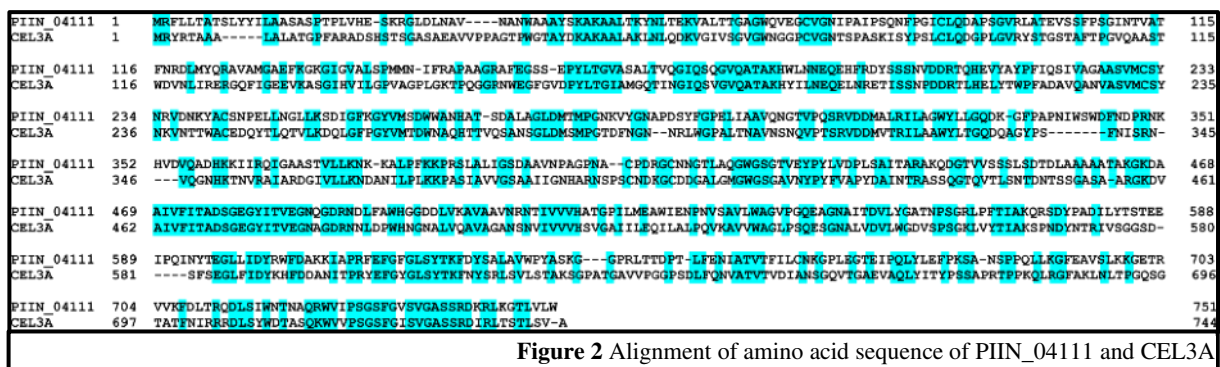 PIIN_04111 1 MRFLLTATSLYYILAASASPTPLVHE-SKRGLDLNAV----NANWAAAYSKAKAALTKYNLTEKVALTTGAGWQVEGCVGNIPAIPSQNFPGICLQDAPSGVRLATEVSSFPSGINTVAT 115
CEL3A 1 MRYRTAAA-----LALATGPFARADSHSTSGASAEAVVPPAGTPWGTAYDKAKAALAKLNLQDKVGIVSGVGWNGGPCVGNTSPASKISYPSLCLQDGPLGVRYSTGSTAFTPGVQAAST 115
PIIN_04111 116 FNRDLMYQRAVAMGAEFKGKGIGVALSPMMN-IFRAPAAGRAFEGSS-EPYLTGVASALTVQGIQSQGVQATAKHWLNNEQEHFRDYSSSNVDDRTQHEVYAYPFIQSIVAGAASVMCSY 233
CEL3A 116 WDVNLIRERGQFIGEEVKASGIHVILGPVAGPLGKTPQGGRNWEGFGVDPYLTGIAMGQTINGIQSVGVQATAKHYILNEQELNRETISSNPDDRTLHELYTWPFADAVQANVASVMCSY 235
PIIN_04111 234 NRVDNKYACSNPELLNGLLKSDIGFKGYVMSDWWANHAT-SDALAGLDMTMPGNKVYGNAPDSYFGPELIAAVQNGTVPQSRVDDMALRILAGWYLLGQDK-GFPAPNIWSWDFNDPRNK 351
CEL3A 236 NKVNTTWACEDQYTLQTVLKDQLGFPGYVMTDWNAQHTTVQSANSGLDMSMPGTDFNGN--NRLWGPALTNAVNSNQVPTSRVDDMVTRILAAWYLTGQDQAGYPS------FNISRN- 345
PIIN_04111 352 HVDVQADHKKIIRQIGAASTVLLKNK-KALPFKKPRSLALIGSDAAVNPAGPNA--CPDRGCNNGTLAQGWGSGTVEYPYLVDPLSAITARAKQDGTVVSSSLSDTDLAAAAATAKGKDA 468
CEL3A 346 ---VQGNHKTNVRAIARDGIVLLKNDANILPLKKPASIAVVGSAAIIGNHARNSPSCNDKGCDDGALGMGWGSGAVNYPYFVAPYDAINTRASSQGTQVTLSNTDNTSSGASA-ARGKDV 461
PIIN_04111 469 AIVFITADSGEGYITVEGNQGDRNDLFAWHGGDDLVKAVAAVNRNTIVVVHATGPILMEAWIENPNVSAVLWAGVPGQEAGNAITDVLYGATNPSGRLPFTIAKQRSDYPADILYTSTEE 588
CEL3A 462 AIVFITADSGEGYITVEGNAGDRNNLDPWHNGNALVQAVAGANSNVIVVVHSVGAIILEQILALPQVKAVVWAGLPSQESGNALVDVLWGDVSPSGKLVYTIAKSPNDYNTRIVSGGSD- 580
PIIN_04111 589 IPQINYTEGLLIDYRWFDAKKIAPRFEFGFGLSYTKFDYSALAVWPYASKG---GPRLTTDPT-LFENIATVTFILCNKGPLEGTEIPQLYLEFPKSA-NSPPQLLKGFEAVSLKKGETR 703
CEL3A 581 ----SFSEGLFIDYKHFDDANITPRYEFGYGLSYTKFNYSRLSVLSTAKSGPATGAVVPGGPSDLFQNVATVTVDIANSGQVTGAEVAQLYITYPSSAPRTPPKQLRGFAKLNLTPGQSG 696
PIIN_04111 704 VVKFDLTRQDLSIWNTNAQRWVIPSGSFGVSVGASSRDKRLKGTLVLW 751
CEL3A 697 TATFNIRRRDLSYWDTASQKWVVPSGSFGISVGASSRDIRLTSTLSV-A 744
Figure 2 Alignment of amino acid sequence of PIIN_04111 and CEL3A